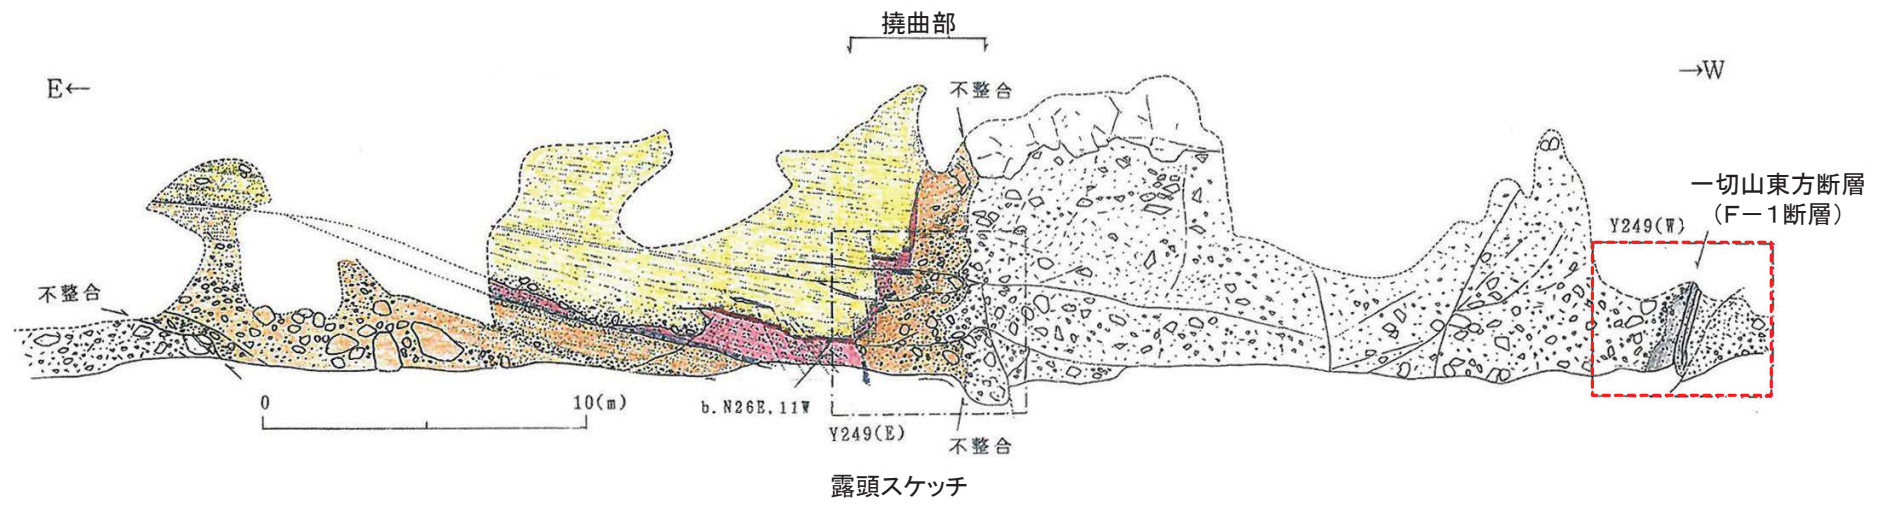 撓曲部
E←
→W
不整合
一切山東方断層
（F－1断層）
Y249(W)
不整合
0
10(m)
b.N26E,11W
Y249(E)
不整合
露頭スケッチ